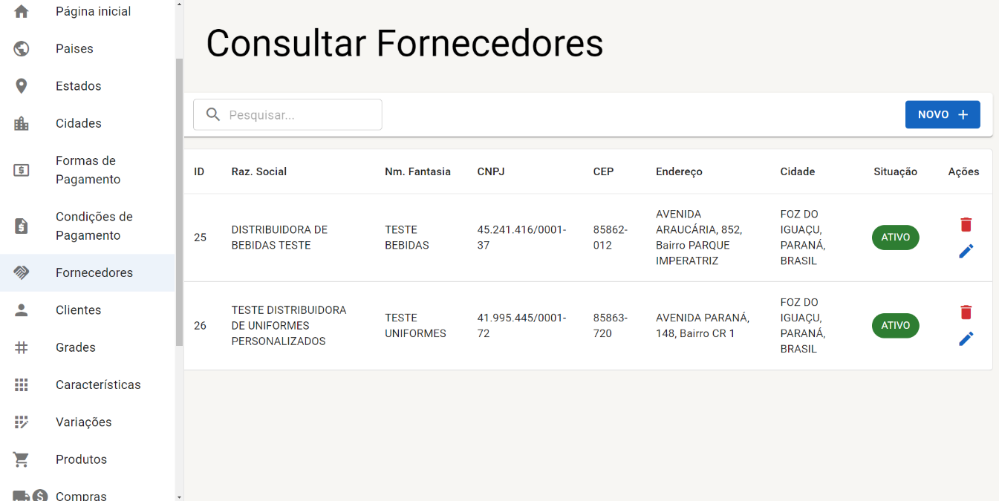 Página inicial
Paises
Estados
Cidades
Formas de
Pagamento
Condições de
Pagamento
Fornecedores
Clientes
Grades
Características
Variações
Produtos
Compras
Consultar Fornecedores
Pesquisar...
NOVO +
ID Raz. Social Nm. Fantasia CNPJ CEP Endereço Cidade Situação Ações
25
DISTRIBUIDORA DE
BEBIDAS TESTE
TESTE
BEBIDAS
45.241.416/0001-
37
85862-
012
AVENIDA
ARAUCÁRIA, 852,
Bairro PARQUE
IMPERATRIZ
FOZ DO
IGUAÇU,
PARANÁ,
BRASIL
ATIVO
26
TESTE DISTRIBUIDORA
DE UNIFORMES
PERSONALIZADOS
TESTE
UNIFORMES
41.995.445/0001-
72
85863-
720
AVENIDA PARANÁ,
148, Bairro CR 1
FOZ DO
IGUAÇU,
PARANÁ,
BRASIL
ATIVO